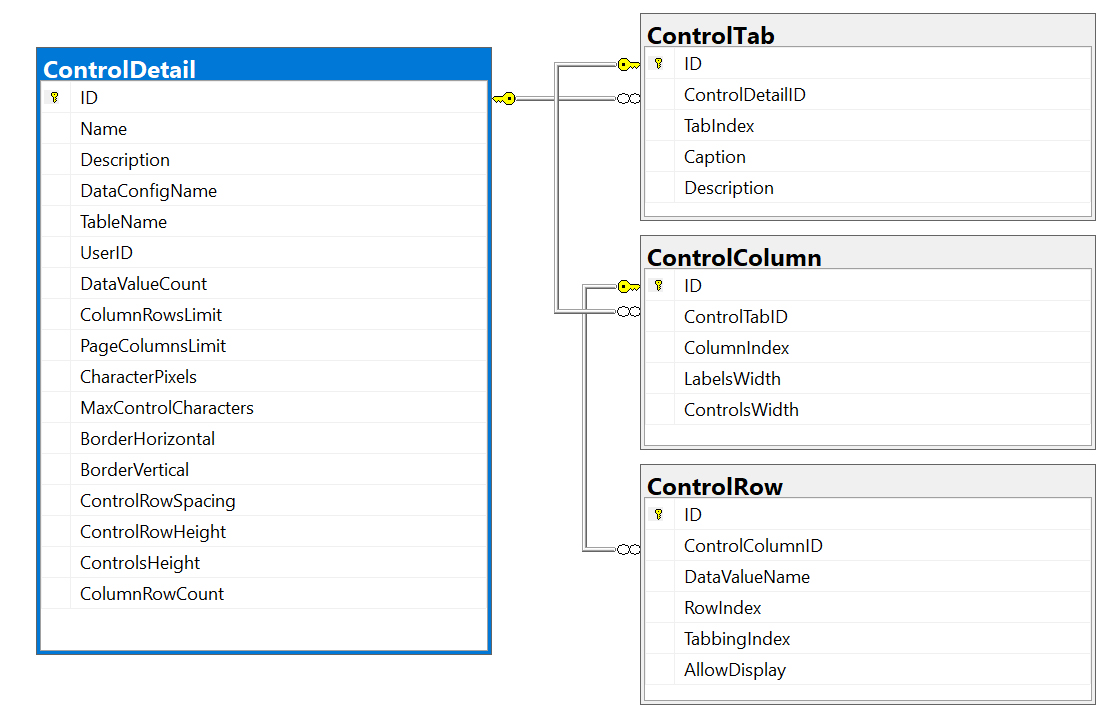 ControlDetail
ID
Name
Description
DataConfigName
TableName
UserID
DataValueCount
ColumnRowsLimit
PageColumnsLimit
CharacterPixels
MaxControlCharacters
BorderHorizontal
BorderVertical
ControlRowSpacing
ControlRowHeight
ControlsHeight
ColumnRowCount
ControlTab
ID
ControlDetailID
TabIndex
Caption
Description
ControlColumn
ID
ControlTabID
ColumnIndex
LabelsWidth
ControlsWidth
ControlRow
ID
ControlColumnID
DataValueName
RowIndex
TabbingIndex
AllowDisplay